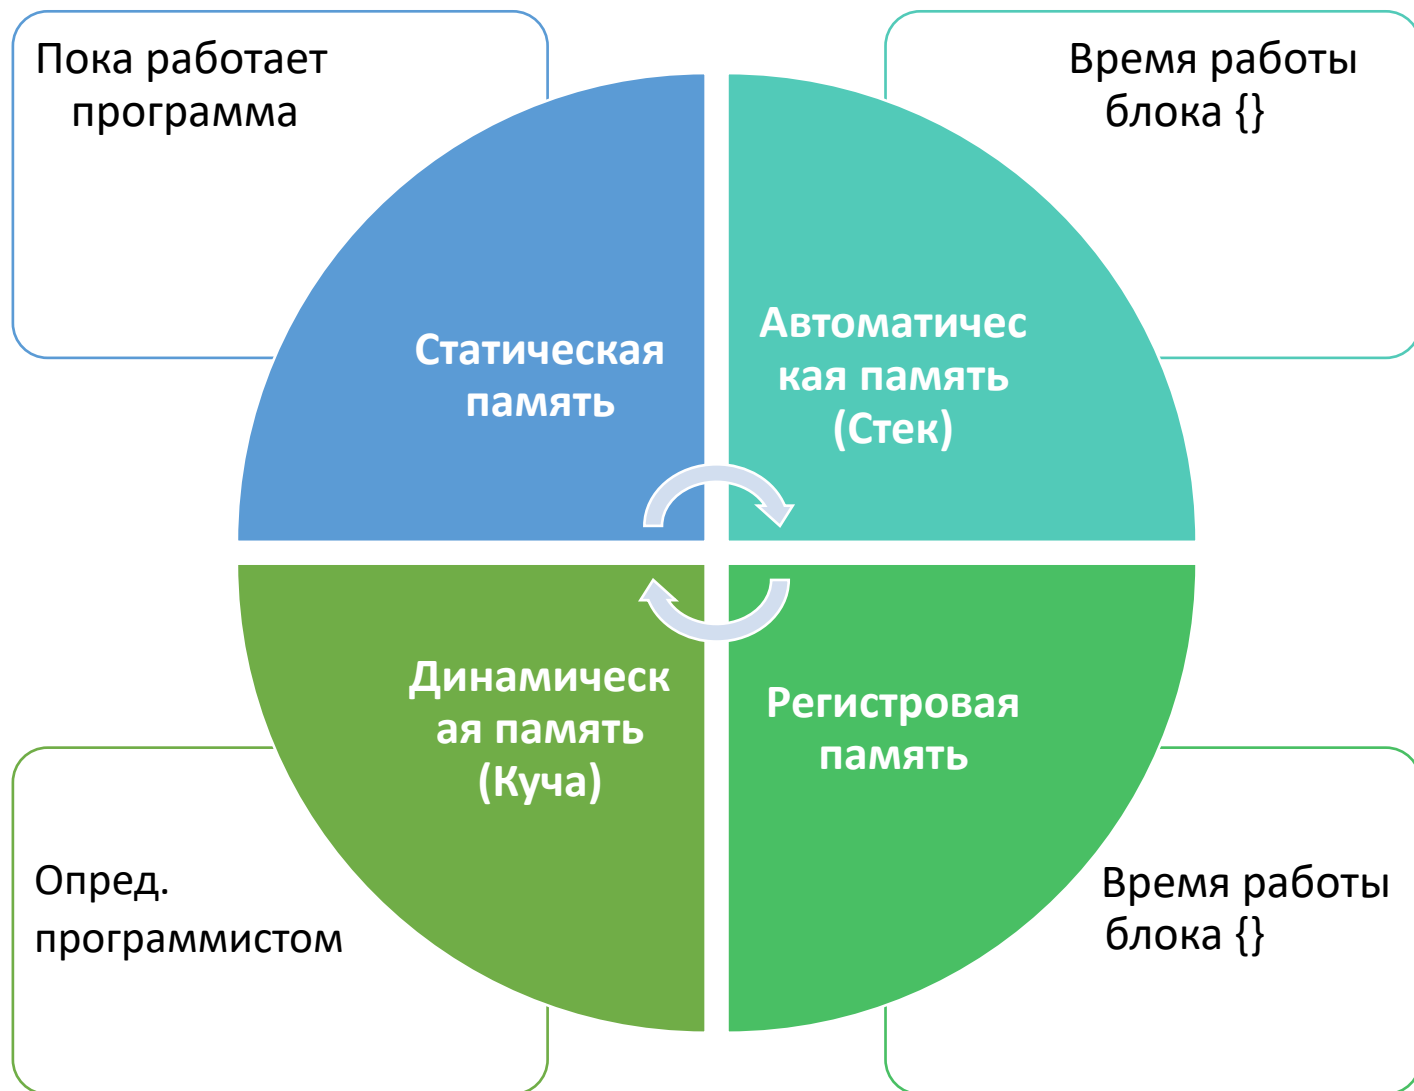 Пока работает
программа
Время работы
блока {}
Статическая
память
Автоматичес
кая память
(Стек)
Динамическ
ая память
(Куча)
Регистровая
память
Опред.
программистом
Время работы
блока {}